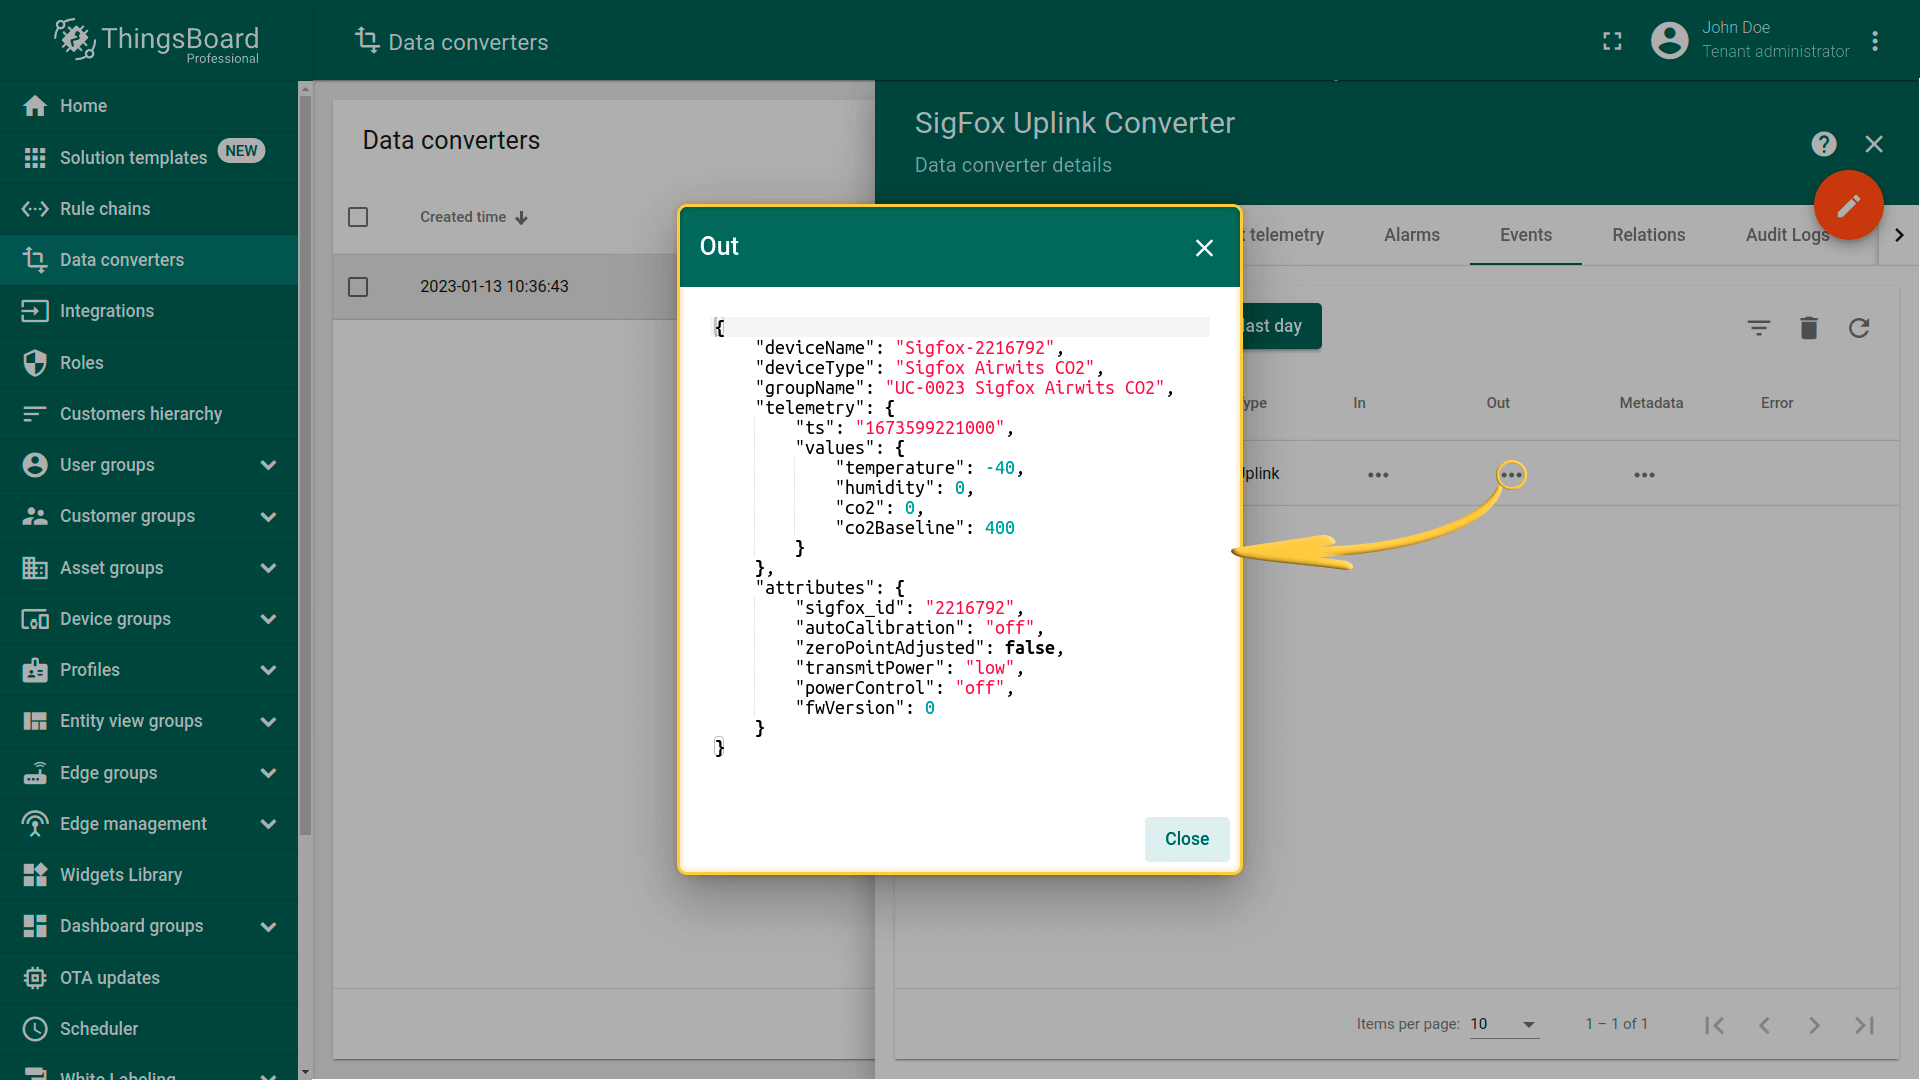 ThingsBoard
Professional
Data converters
John Doe
Tenant administrator
Home
Solution templates
NEW
Rule chains
Data converters
Integrations
Roles
Customers hierarchy
User groups
Customer groups
Asset groups
Device groups
Profiles
Entity view groups
Edge groups
Edge management
Widgets Library
Dashboard groups
OTA updates
Scheduler
White Labeling
Data converters
Created time
2023-01-13 10:36:43
SigFox Uplink Converter
Data converter details
telemetry
Alarms
Events
Relations
Audit Logs
last day
In
Out
Metadata
Error
Uplink
Items per page: 10
1 – 1 of 1
Out
{
"deviceName": "Sigfox-2216792",
"deviceType": "Sigfox Airwits CO2",
"groupName": "UC-0023 Sigfox Airwits CO2",
"telemetry": {
"ts": "1673599221000",
"values": {
"temperature": -40,
"humidity": 0,
"co2": 0,
"co2Baseline": 400
}
},
"attributes": {
"sigfox_id": "2216792",
"autoCalibration": "off",
"zeroPointAdjusted": false,
"transmitPower": "low",
"powerControl": "off",
"fwVersion": 0
}
}
Close